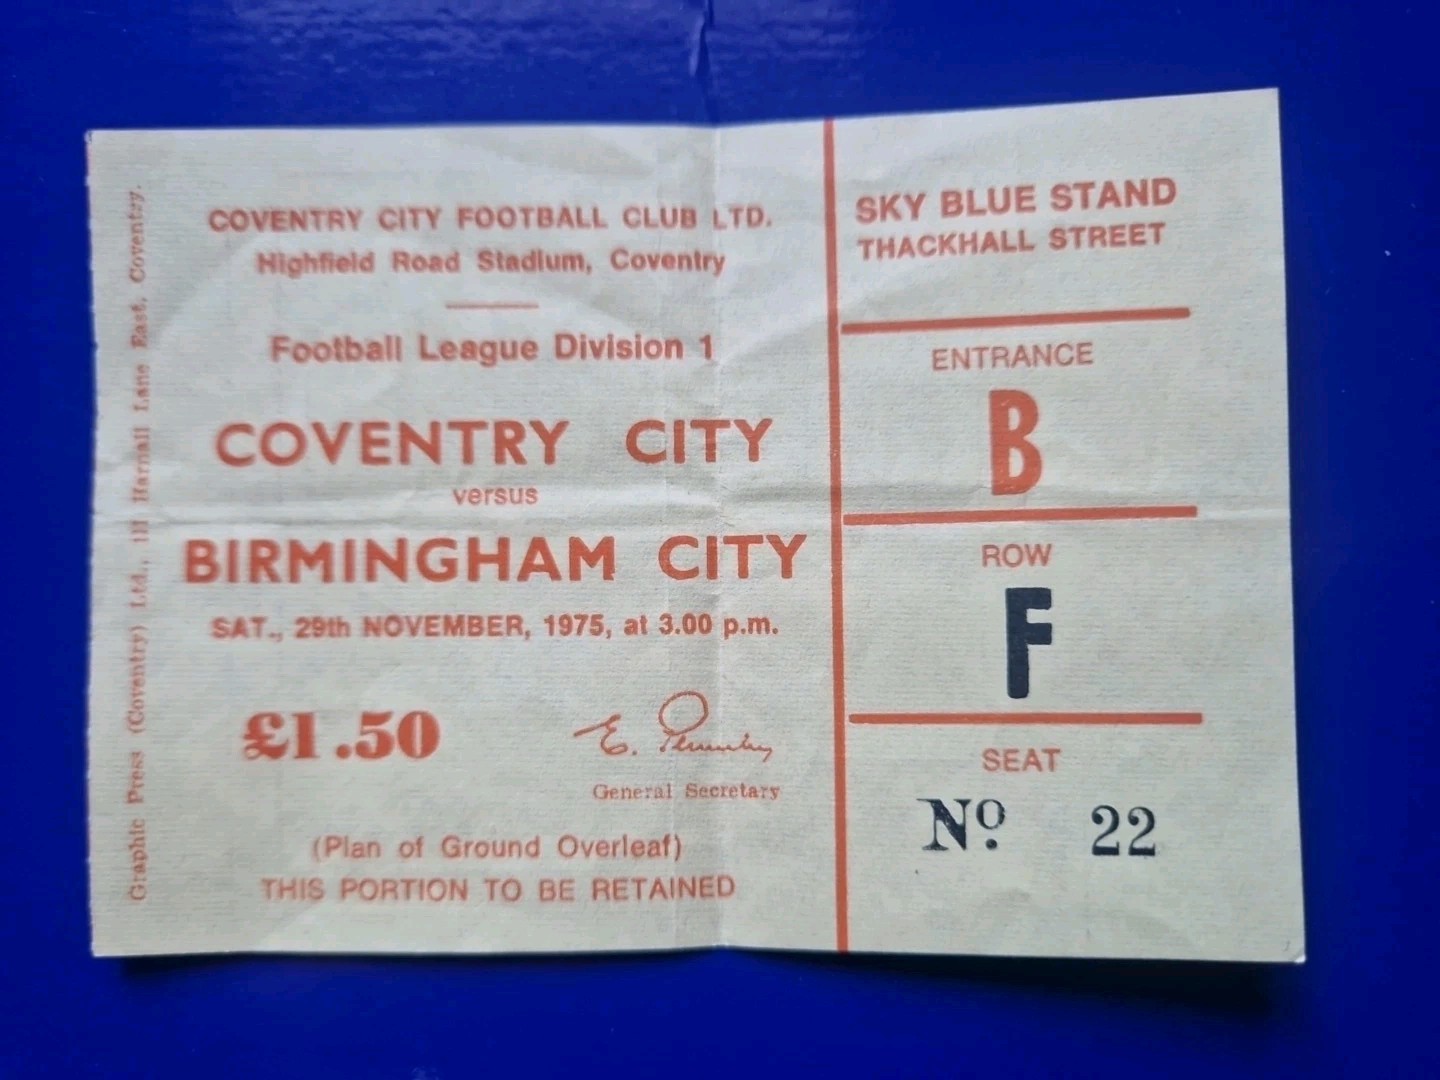 COVENTRY CITY FOOTBALL CLUB LTD.
Highfield Road Stadium, Coventry
Football League Division 1
COVENTRY CITY
versus
BIRMINGHAM CITY
SAT., 29th NOVEMBER, 1975, at 3.00 p.m.
£1.50
E.
General Secretary
(Plan of Ground Overleaf)
THIS PORTION TO BE RETAINED
Graphic Press (Coventry) Ltd., 111 Harnall Lane East, Coventry.
SKY BLUE STAND
THACKHALL STREET
ENTRANCE
B
ROW
F
SEAT
Nº. 22